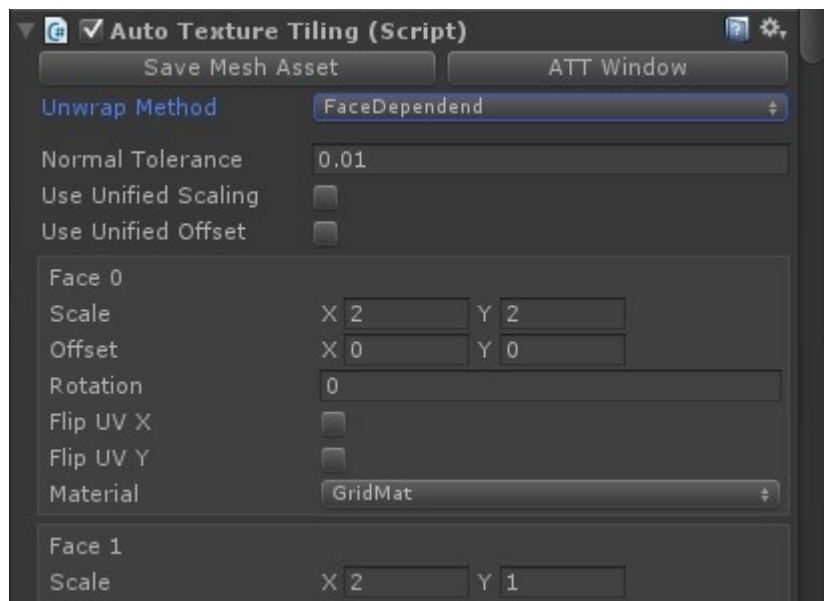 Auto Texture Tiling (Script)
Save Mesh Asset ATT Window
Unwrap Method FaceDependend
Normal Tolerance 0.01
Use Unified Scaling
Use Unified Offset
Face 0
Scale X 2 Y 2
Offset X 0 Y 0
Rotation 0
Flip UV X
Flip UV Y
Material GridMat
Face 1
Scale X 2 Y 1